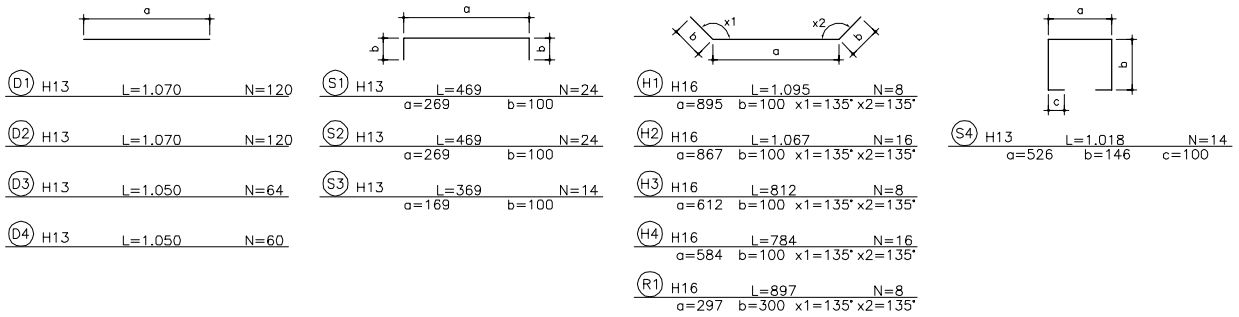 a
D1 H13 L=1.070 N=120
D2 H13 L=1.070 N=120
D3 H13 L=1.050 N=64
D4 H13 L=1.050 N=60
a
b b
S1 H13 L=469 N=24
a=269 b=100
S2 H13 L=469 N=24
a=269 b=100
S3 H13 L=369 N=14
a=169 b=100
x1 x2
b b
a
H1 H16 L=1.095 N=8
a=895 b=100 x1=135° x2=135°
H2 H16 L=1.067 N=16
a=867 b=100 x1=135° x2=135°
H3 H16 L=812 N=8
a=612 b=100 x1=135° x2=135°
H4 H16 L=784 N=16
a=584 b=100 x1=135° x2=135°
R1 H16 L=897 N=8
a=297 b=300 x1=135° x2=135°
a
b
c
S4 H13 L=1.018 N=14
a=526 b=146 c=100